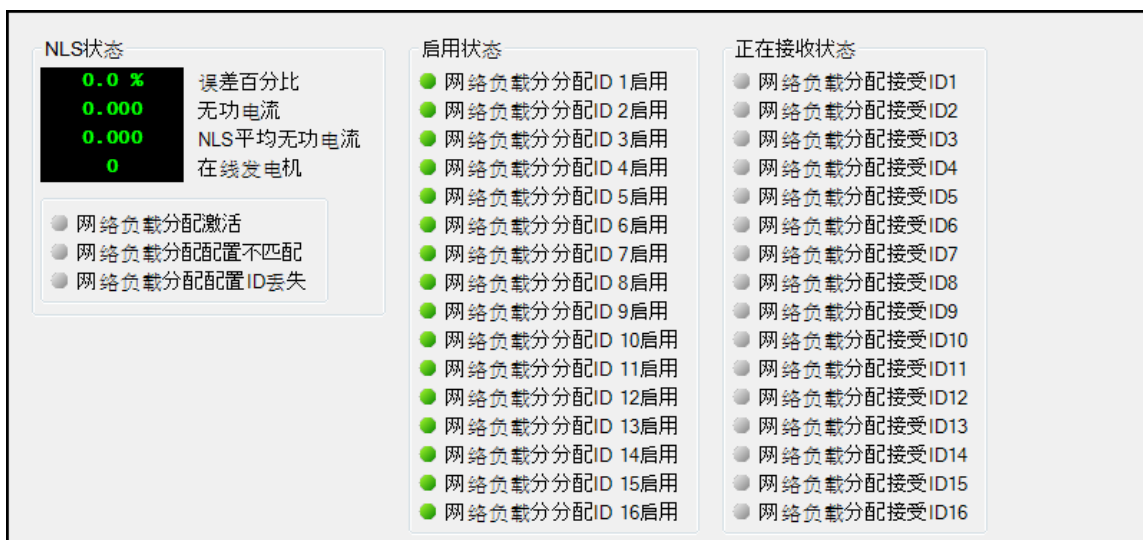 NLS状态
0.0 % 误差百分比
0.000 无功电流
0.000 NLS平均无功电流
0 在线发电机
网络负载分配激活
网络负载分配配置不匹配
网络负载分配配置ID丢失
启用状态
网络负载分分配ID 1启用
网络负载分分配ID 2启用
网络负载分分配ID 3启用
网络负载分分配ID 4启用
网络负载分分配ID 5启用
网络负载分分配ID 6启用
网络负载分分配ID 7启用
网络负载分分配ID 8启用
网络负载分分配ID 9启用
网络负载分分配ID 10启用
网络负载分分配ID 11启用
网络负载分分配ID 12启用
网络负载分分配ID 13启用
网络负载分分配ID 14启用
网络负载分分配ID 15启用
网络负载分分配ID 16启用
正在接收状态
网络负载分配接受ID1
网络负载分配接受ID2
网络负载分配接受ID3
网络负载分配接受ID4
网络负载分配接受ID5
网络负载分配接受ID6
网络负载分配接受ID7
网络负载分配接受ID8
网络负载分配接受ID9
网络负载分配接受ID10
网络负载分配接受ID11
网络负载分配接受ID12
网络负载分配接受ID13
网络负载分配接受ID14
网络负载分配接受ID15
网络负载分配接受ID16